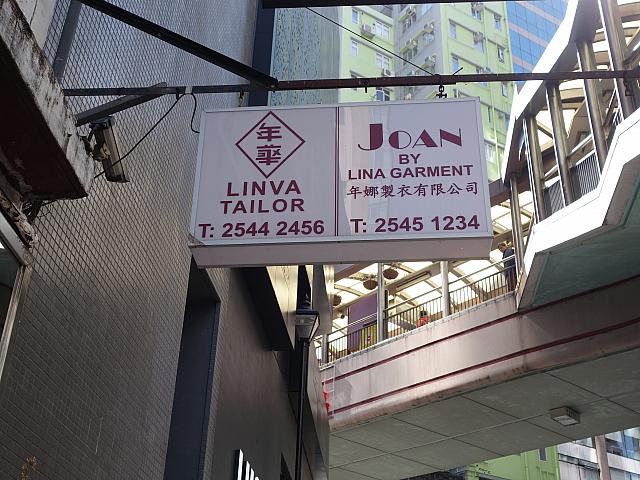 年華
LINVA
TAILOR
T: 2544 2456
JOAN
BY
LINA GARMENT
年娜製衣有限公司
T: 2545 1234